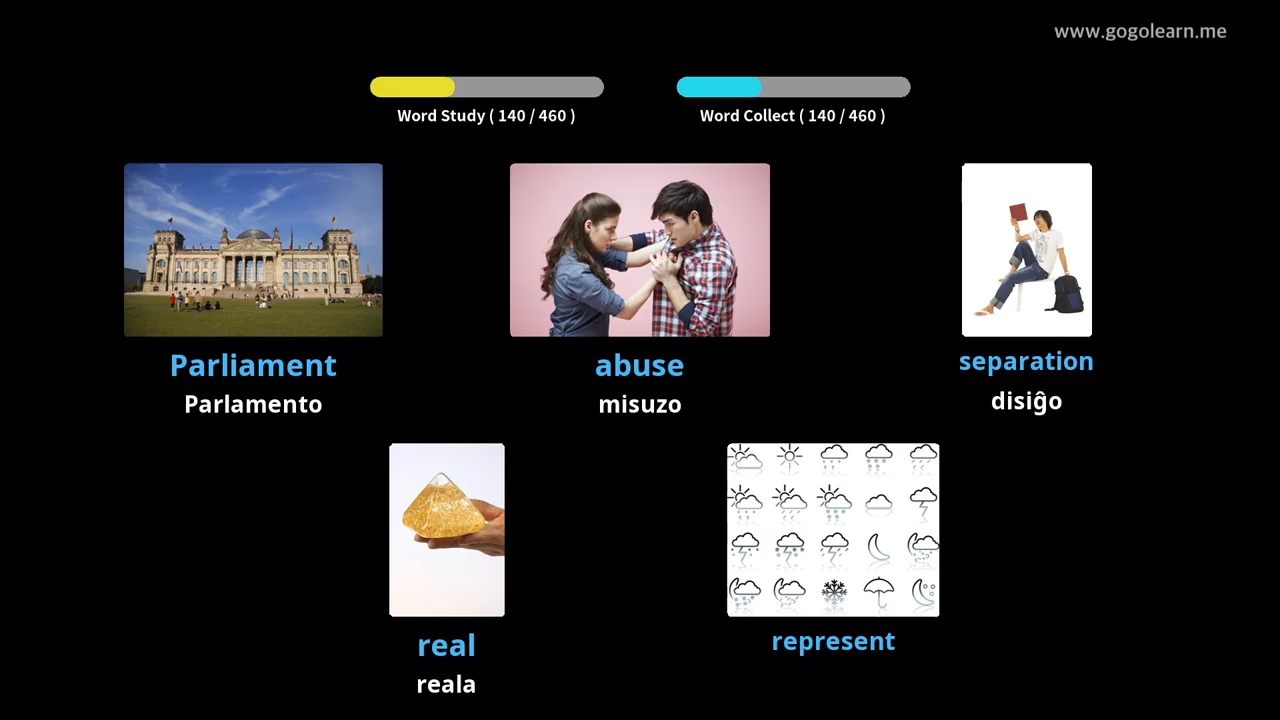 www.gogolearn.me
Word Study ( 140 / 460 )
Word Collect ( 140 / 460 )
Parliament
Parlamento
abuse
misuzo
separation
disiĝo
real
reala
represent